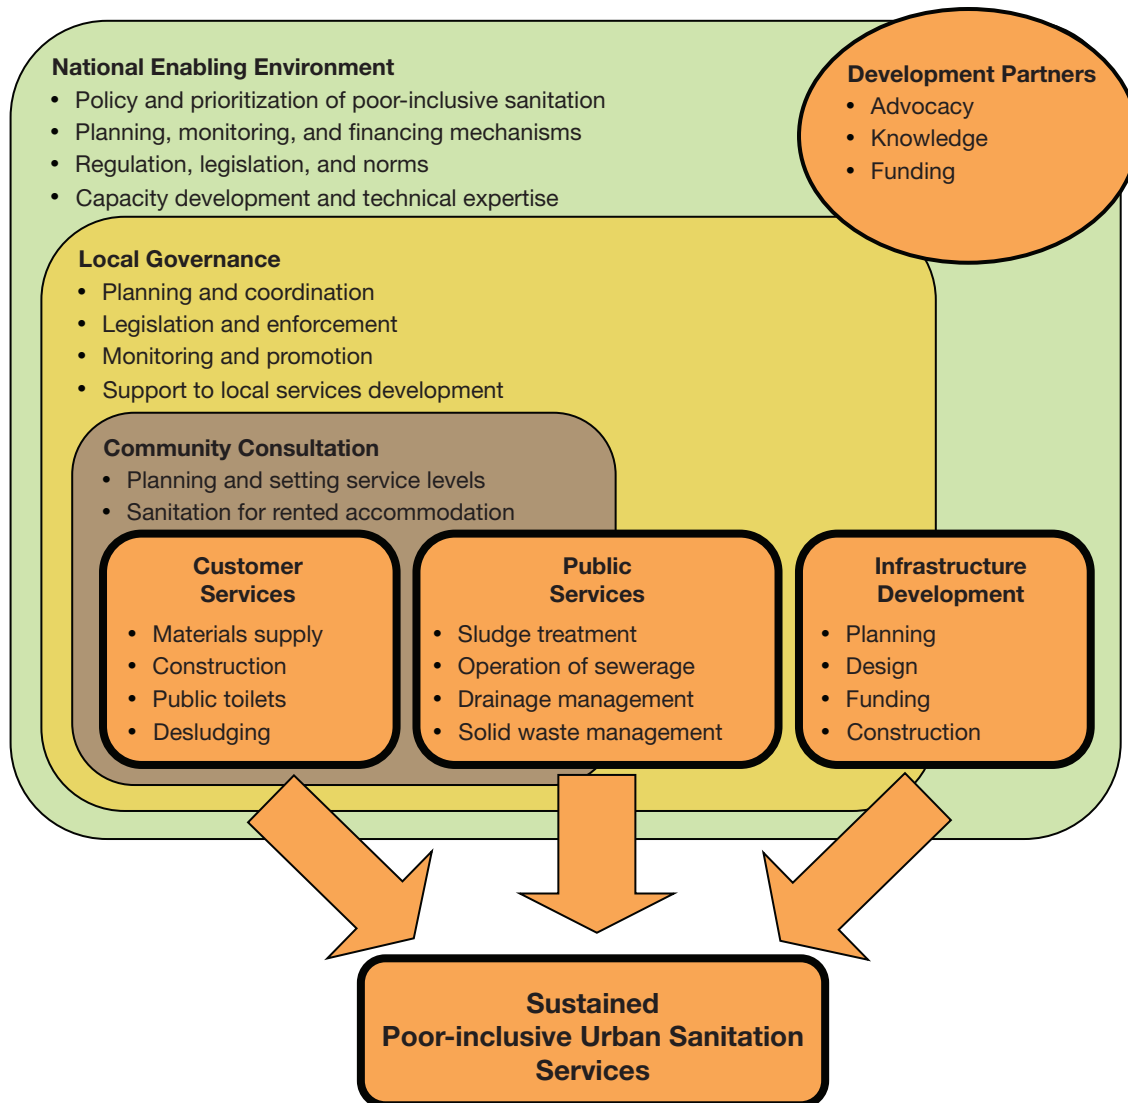 National Enabling Environment
• Policy and prioritization of poor-inclusive sanitation
• Planning, monitoring, and financing mechanisms
• Regulation, legislation, and norms
• Capacity development and technical expertise
Development Partners
• Advocacy
• Knowledge
• Funding
Local Governance
• Planning and coordination
• Legislation and enforcement
• Monitoring and promotion
• Support to local services development
Community Consultation
• Planning and setting service levels
• Sanitation for rented accommodation
Customer
Services
• Materials supply
• Construction
• Public toilets
• Desludging
Public
Services
• Sludge treatment
• Operation of sewerage
• Drainage management
• Solid waste management
Infrastructure
Development
• Planning
• Design
• Funding
• Construction
Sustained
Poor-inclusive Urban Sanitation
Services